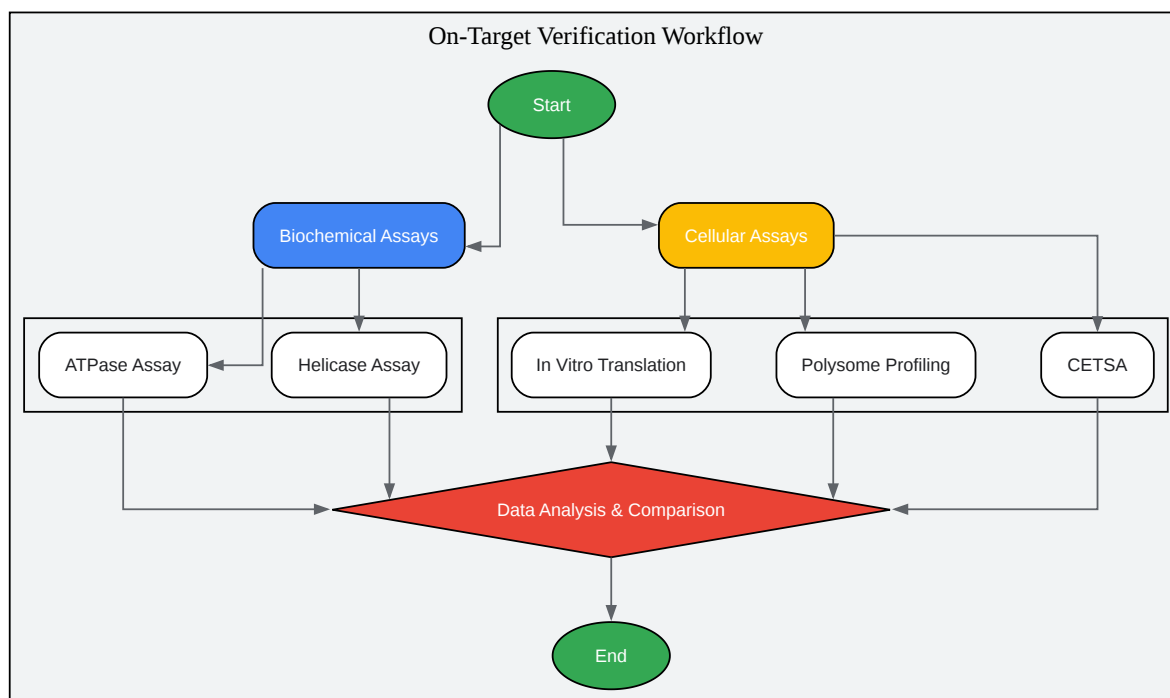 On-Target Verification Workflow
Start
Biochemical Assays
Cellular Assays
ATPase Assay
Helicase Assay
In Vitro Translation
Polysome Profiling
CETSA
Data Analysis & Comparison
End